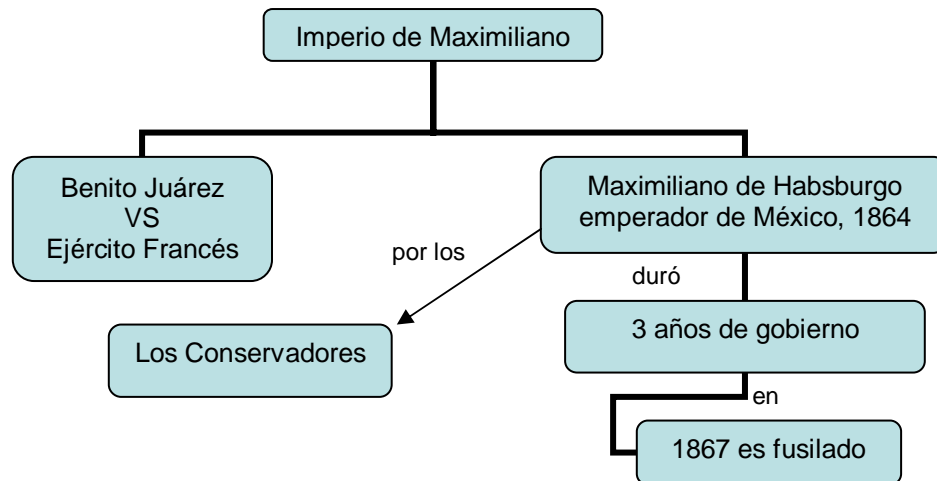 Imperio de Maximiliano
Benito Juárez
VS
Ejército Francés
Maximiliano de Habsburgo
emperador de México, 1864
por los
duró
Los Conservadores
3 años de gobierno
en
1867 es fusilado